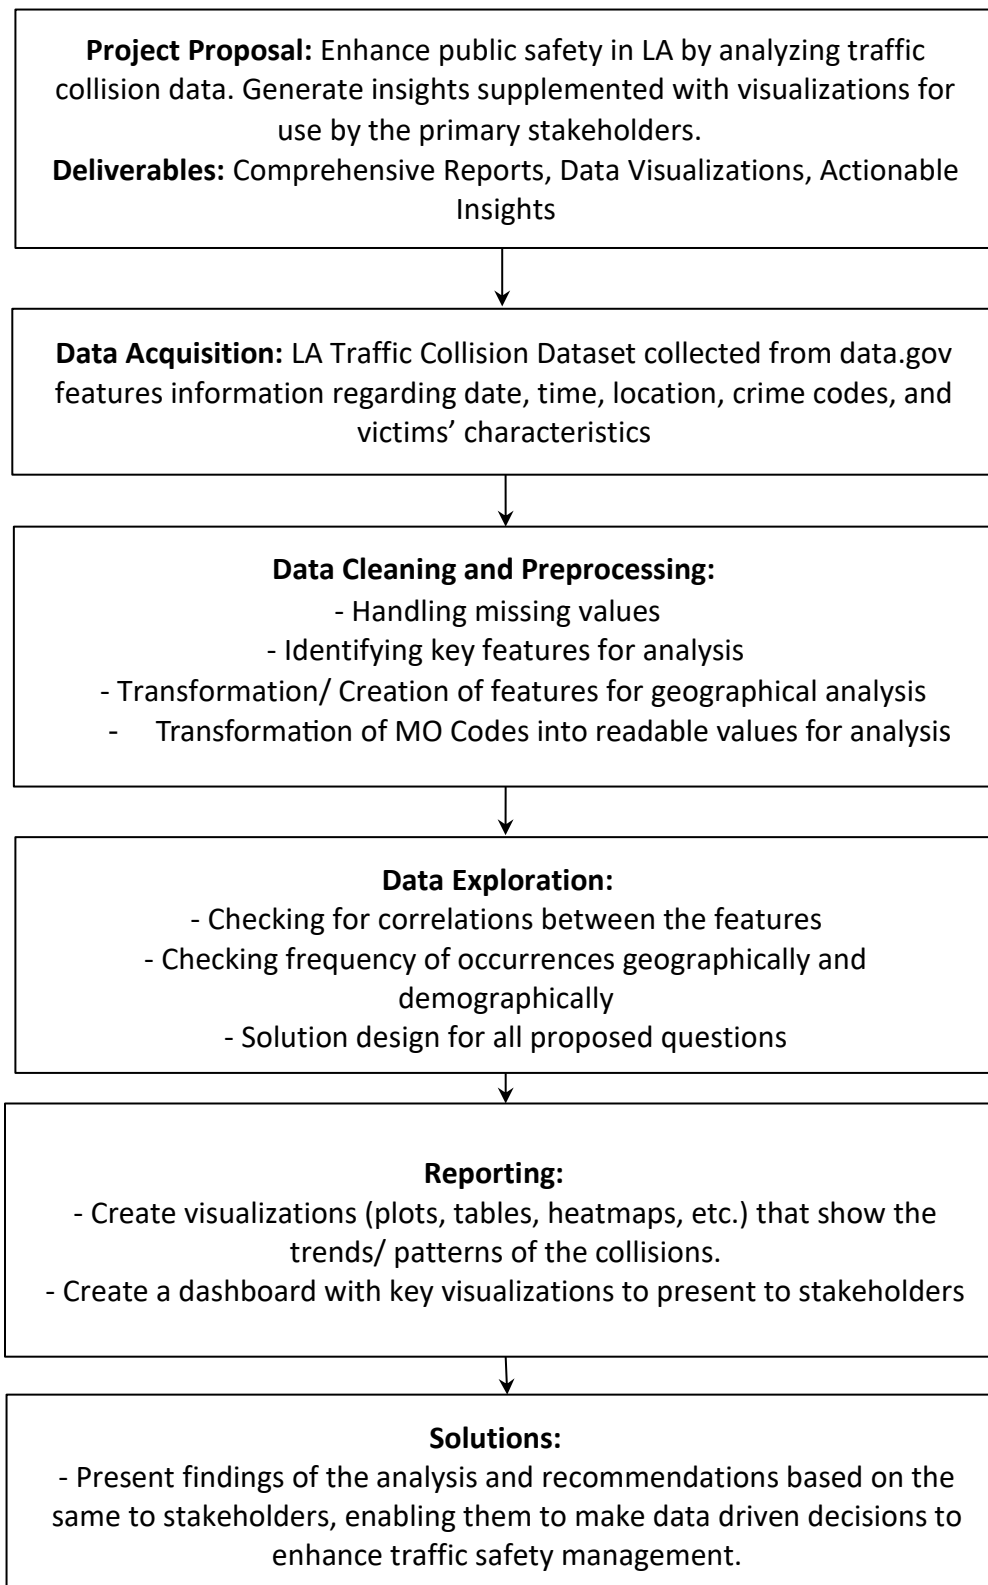 Project Proposal: Enhance public safety in LA by analyzing traffic
collision data. Generate insights supplemented with visualizations for
use by the primary stakeholders.
Deliverables: Comprehensive Reports, Data Visualizations, Actionable
Insights
Data Acquisition: LA Traffic Collision Dataset collected from data.gov
features information regarding date, time, location, crime codes, and
victims’ characteristics
Data Cleaning and Preprocessing:
- Handling missing values
- Identifying key features for analysis
- Transformation/ Creation of features for geographical analysis
- Transformation of MO Codes into readable values for analysis
Data Exploration:
- Checking for correlations between the features
- Checking frequency of occurrences geographically and
demographically
- Solution design for all proposed questions
Reporting:
- Create visualizations (plots, tables, heatmaps, etc.) that show the
trends/ patterns of the collisions.
- Create a dashboard with key visualizations to present to stakeholders
Solutions:
- Present findings of the analysis and recommendations based on the
same to stakeholders, enabling them to make data driven decisions to
enhance traffic safety management.